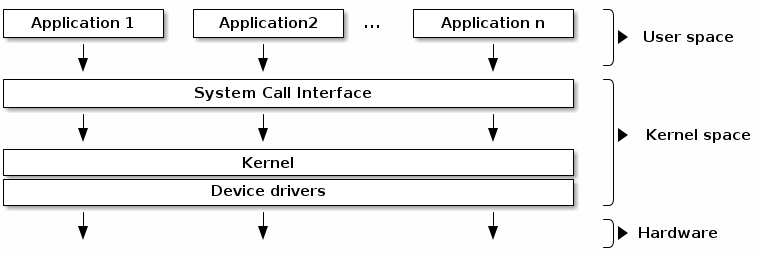 Application 1
Application2
...
Application n
User space
System Call Interface
Kernel space
Kernel
Device drivers
Hardware